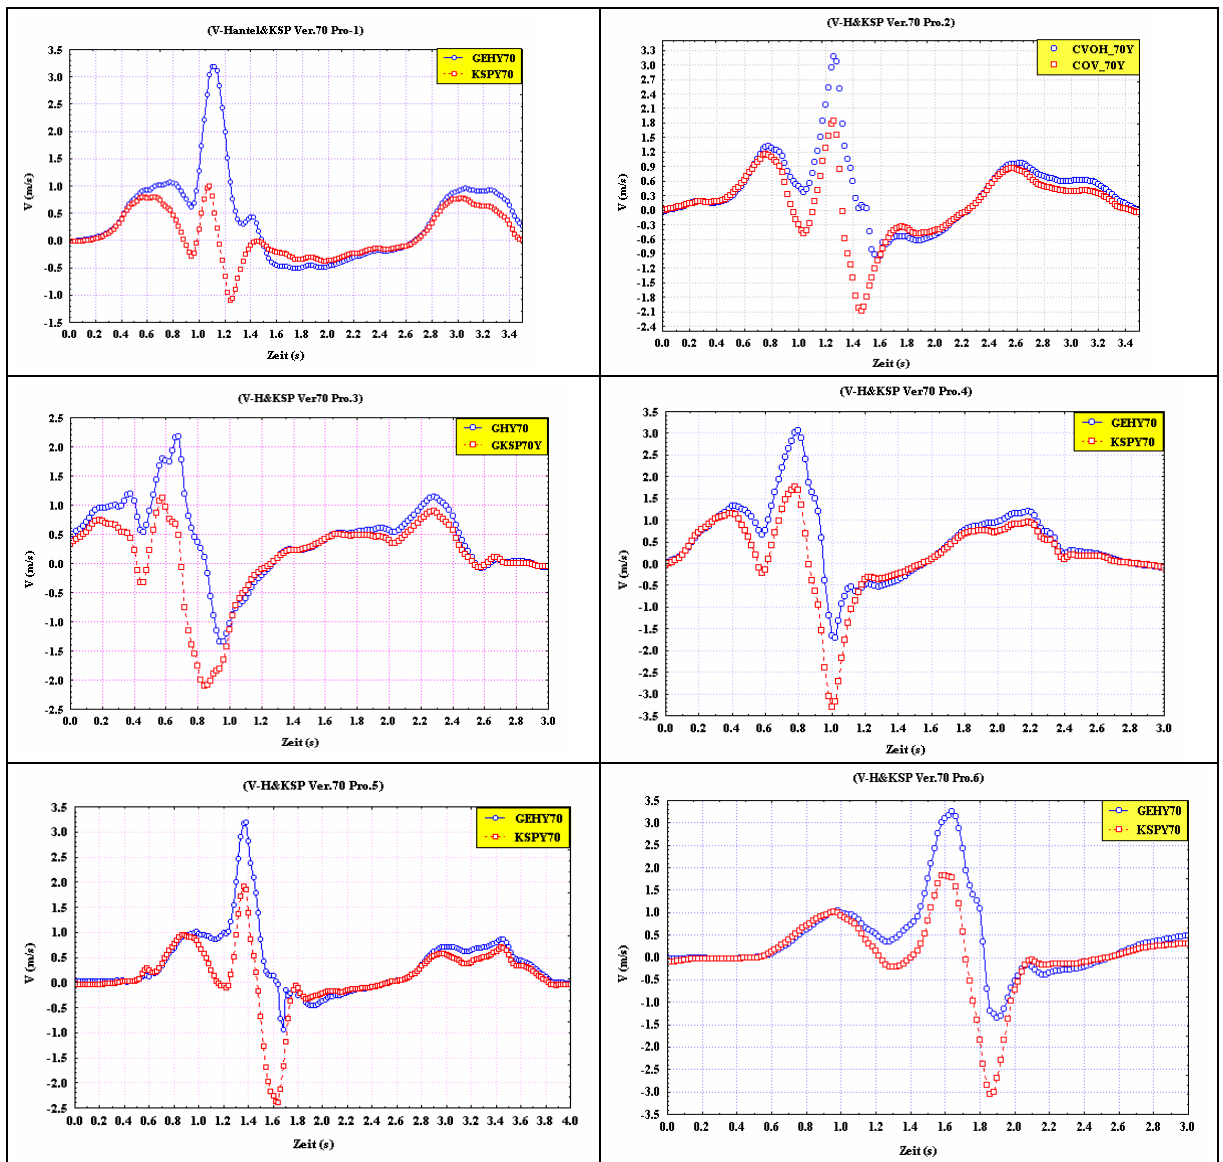 (V-Hantel&KSP Ver.70 Pro-1)
GEHY70
KSPY70
V (m/s)
3.5
3.0
2.5
2.0
1.5
1.0
0.5
0.0
-0.5
-1.0
-1.5
0.0 0.2 0.4 0.6 0.8 1.0 1.2 1.4 1.6 1.8 2.0 2.2 2.4 2.6 2.8 3.0 3.2 3.4
Zeit (s)
(V-H&KSP Ver.70 Pro.2)
CVOH_70Y
COV_70Y
V (m/s)
3.3
3.0
2.7
2.4
2.1
1.8
1.5
1.2
0.9
0.6
0.3
0.0
-0.3
-0.6
-0.9
-1.2
-1.5
-1.8
-2.1
-2.4
0.0 0.2 0.4 0.6 0.8 1.0 1.2 1.4 1.6 1.8 2.0 2.2 2.4 2.6 2.8 3.0 3.2 3.4
Zeit (s)
(V-H&KSP Ver70 Pro.3)
GHY70
GKSP70Y
V (m/s)
2.5
2.0
1.5
1.0
0.5
0.0
-0.5
-1.0
-1.5
-2.0
-2.5
0.0 0.2 0.4 0.6 0.8 1.0 1.2 1.4 1.6 1.8 2.0 2.2 2.4 2.6 2.8 3.0
Zeit (s)
(V-H&KSP Ver70 Pro.4)
GEHY70
KSPY70
V (m/s)
3.5
3.0
2.5
2.0
1.5
1.0
0.5
0.0
-0.5
-1.0
-1.5
-2.0
-2.5
-3.0
-3.5
0.0 0.2 0.4 0.6 0.8 1.0 1.2 1.4 1.6 1.8 2.0 2.2 2.4 2.6 2.8 3.0
Zeit (s)
(V-H&KSP Ver.70 Pro.5)
GEHY70
KSPY70
V (m/s)
3.5
3.0
2.5
2.0
1.5
1.0
0.5
0.0
-0.5
-1.0
-1.5
-2.0
-2.5
0.0 0.2 0.4 0.6 0.8 1.0 1.2 1.4 1.6 1.8 2.0 2.2 2.4 2.6 2.8 3.0 3.2 3.4 3.6 3.8 4.0
Zeit (s)
(V-H&KSP Ver.70 Pro.6)
GEHY70
KSPY70
V (m/s)
3.5
3.0
2.5
2.0
1.5
1.0
0.5
0.0
-0.5
-1.0
-1.5
-2.0
-2.5
-3.0
-3.5
0.0 0.2 0.4 0.6 0.8 1.0 1.2 1.4 1.6 1.8 2.0 2.2 2.4 2.6 2.8 3.0
Zeit (s)